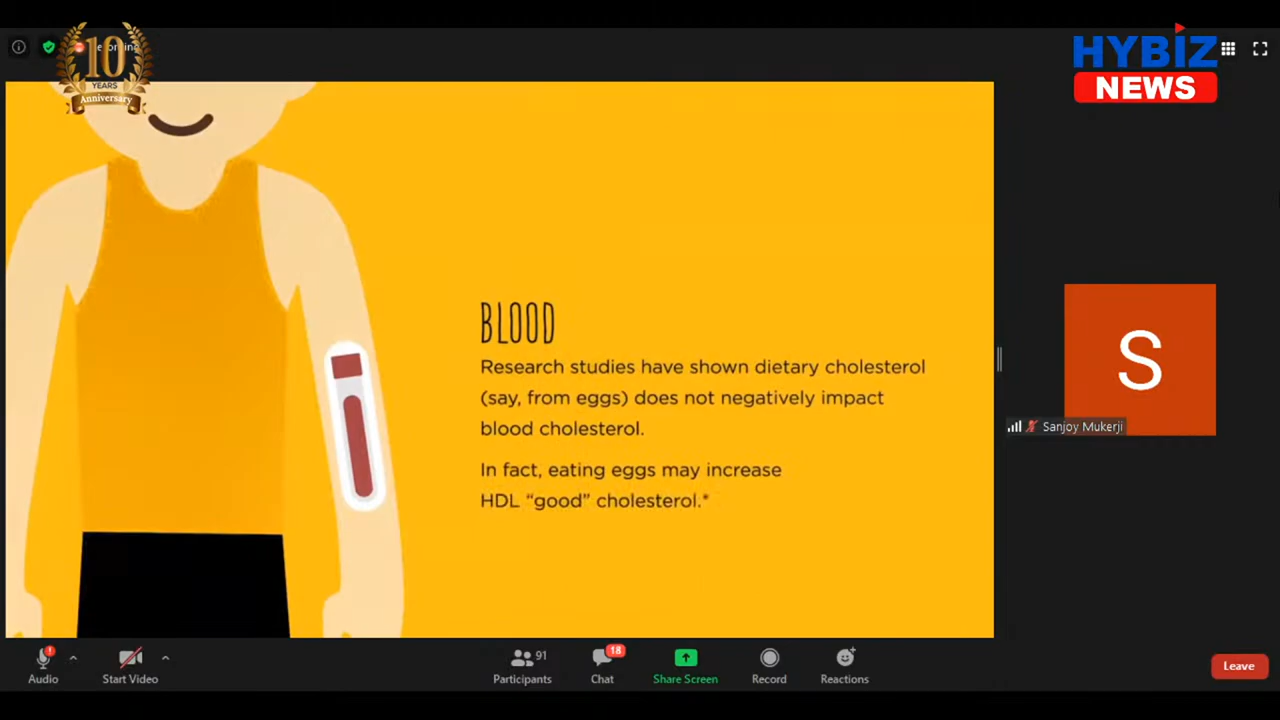 10
YEARS
Anniversary
HYBIZ
NEWS
BLOOD
Research studies have shown dietary cholesterol
(say, from eggs) does not negatively impact
blood cholesterol.
In fact, eating eggs may increase
HDL “good” cholesterol.*
S
Sanjoy Mukerji
Audio
Start Video
91
Participants
18
Chat
Share Screen
Record
Reactions
Leave